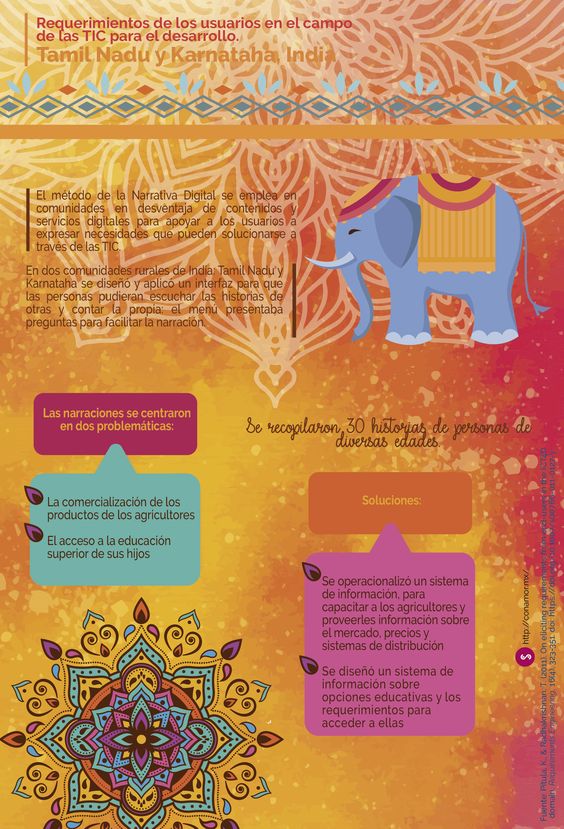 Requerimientos de los usuarios en el campo
de las TIC para el desarrollo.
Tamil Nadu y Karnataha, India
El método de la Narrativa Digital se emplea en
comunidades en desventaja de contenidos y
servicios digitales para apoyar a los usuarios a
expresar necesidades que pueden solucionarse a
través de las TIC.
En dos comunidades rurales de India: Tamil Nadu y
Karnataha se diseñó y aplicó un interfaz para que
las personas pudieran escuchar las historias de
otras y contar la propia: el menú presentaba
preguntas para facilitar la narración.
Las narraciones se centraron
en dos problemáticas:
La comercialización de los
productos de los agricultores
El acceso a la educación
superior de sus hijos
Se recopilaron 30 historias de personas de
diversas edades.
Soluciones:
Se operacionalizó un sistema
de información, para
capacitar a los agricultores y
proveerles información sobre
el mercado, precios y
sistemas de distribución
Se diseñó un sistema de
información sobre
opciones educativas y los
requerimientos para
acceder a ellas
http://conamor.mx/
Fuente: Pitula, K. & Radhakrishnan, T. (2011). On eliciting requirements from end-users in the ICT4D
domain. Requirements Engineering, 16(4), 323-351. doi: https://doi.org/10.1007/s00766-011-0127-3